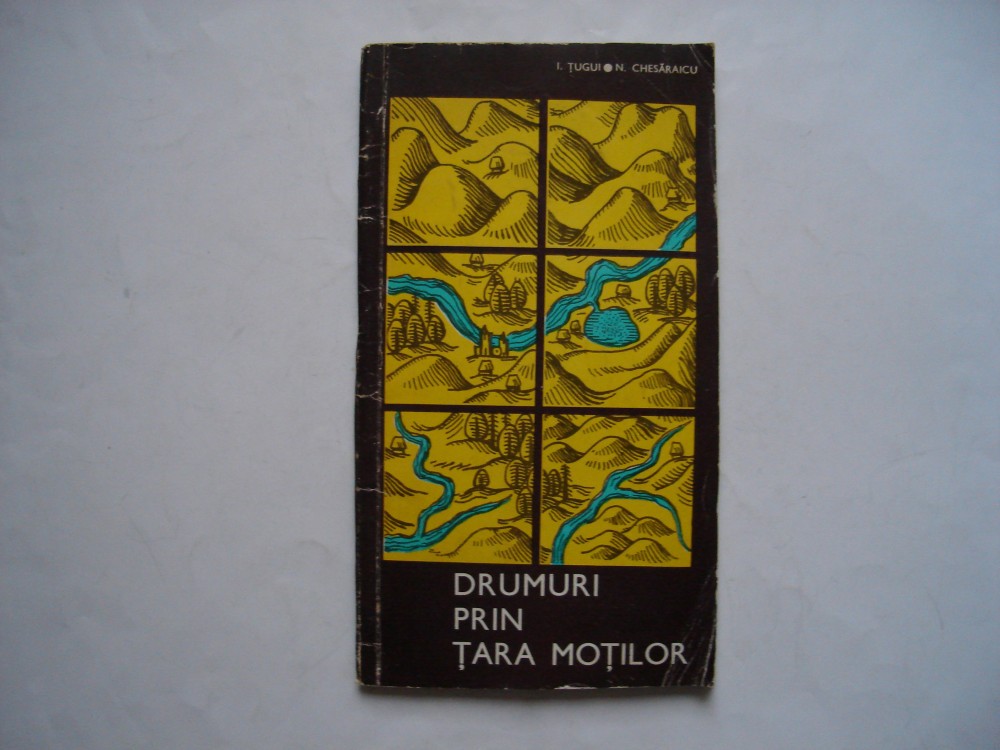 I. ȚUGUI ● N. CHESĂRAICU
DRUMURI
PRIN
ȚARA MOȚILOR